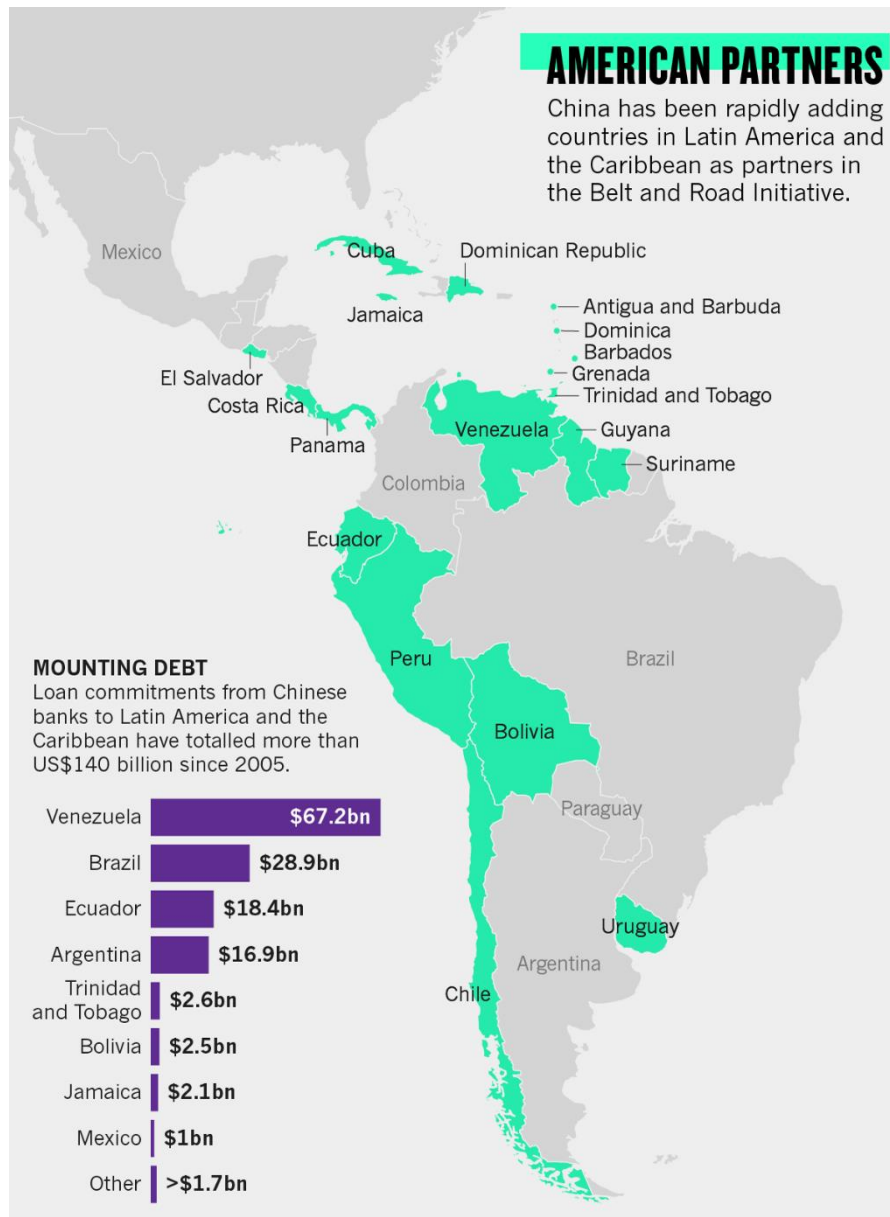 AMERICAN PARTNERS
China has been rapidly adding
countries in Latin America and
the Caribbean as partners in
the Belt and Road Initiative.
Mexico
Cuba
Dominican Republic
Jamaica
Antigua and Barbuda
Dominica
Barbados
Grenada
Trinidad and Tobago
El Salvador
Costa Rica
Panama
Venezuela
Guyana
Suriname
Colombia
Ecuador
Peru
Brazil
Bolivia
Paraguay
Uruguay
Argentina
Chile
MOUNTING DEBT
Loan commitments from Chinese
banks to Latin America and the
Caribbean have totalled more than
US$140 billion since 2005.
Venezuela $67.2bn
Brazil $28.9bn
Ecuador $18.4bn
Argentina $16.9bn
Trinidad
and Tobago $2.6bn
Bolivia $2.5bn
Jamaica $2.1bn
Mexico $1bn
Other >$1.7bn